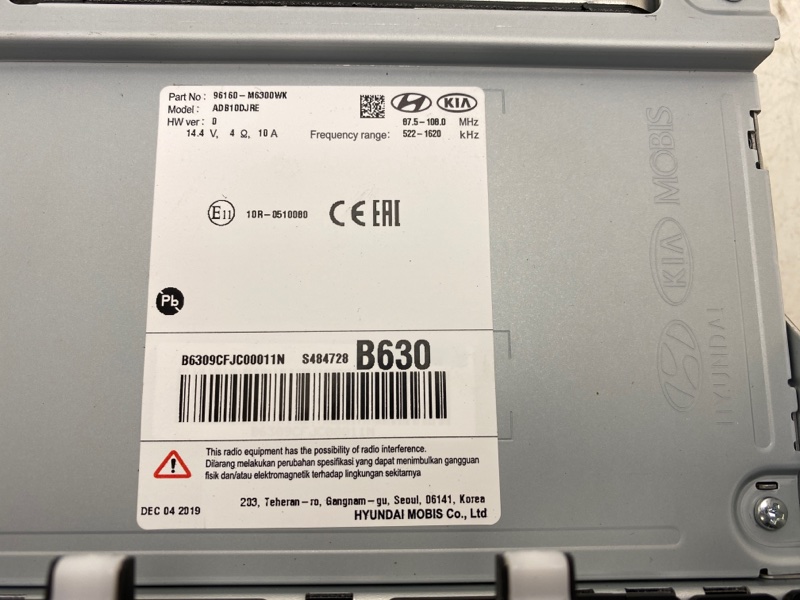 Part No : 96160-M6300WK
Model : ADB10DJRE
HW ver : 0
14.4 V, 4 Ω, 10 A
HYUNDAI KIA
87.5-108.0 MHz
Frequency range: 522-1620 kHz
E11 10R-0510080 CE EAC
Pb
B6309CFJC00011N S484728 B630
This radio equipment has the possibility of radio interference.
Dilarang melakukan perubahan spesifikasi yang dapat menimbulkan gangguan
fisik dan/atau elektromagnetik terhadap lingkungan sekitarnya
203, Teheran-ro, Gangnam-gu, Seoul, 06141, Korea
DEC 04 2019 HYUNDAI MOBIS Co., Ltd
HYUNDAI KIA MOBIS